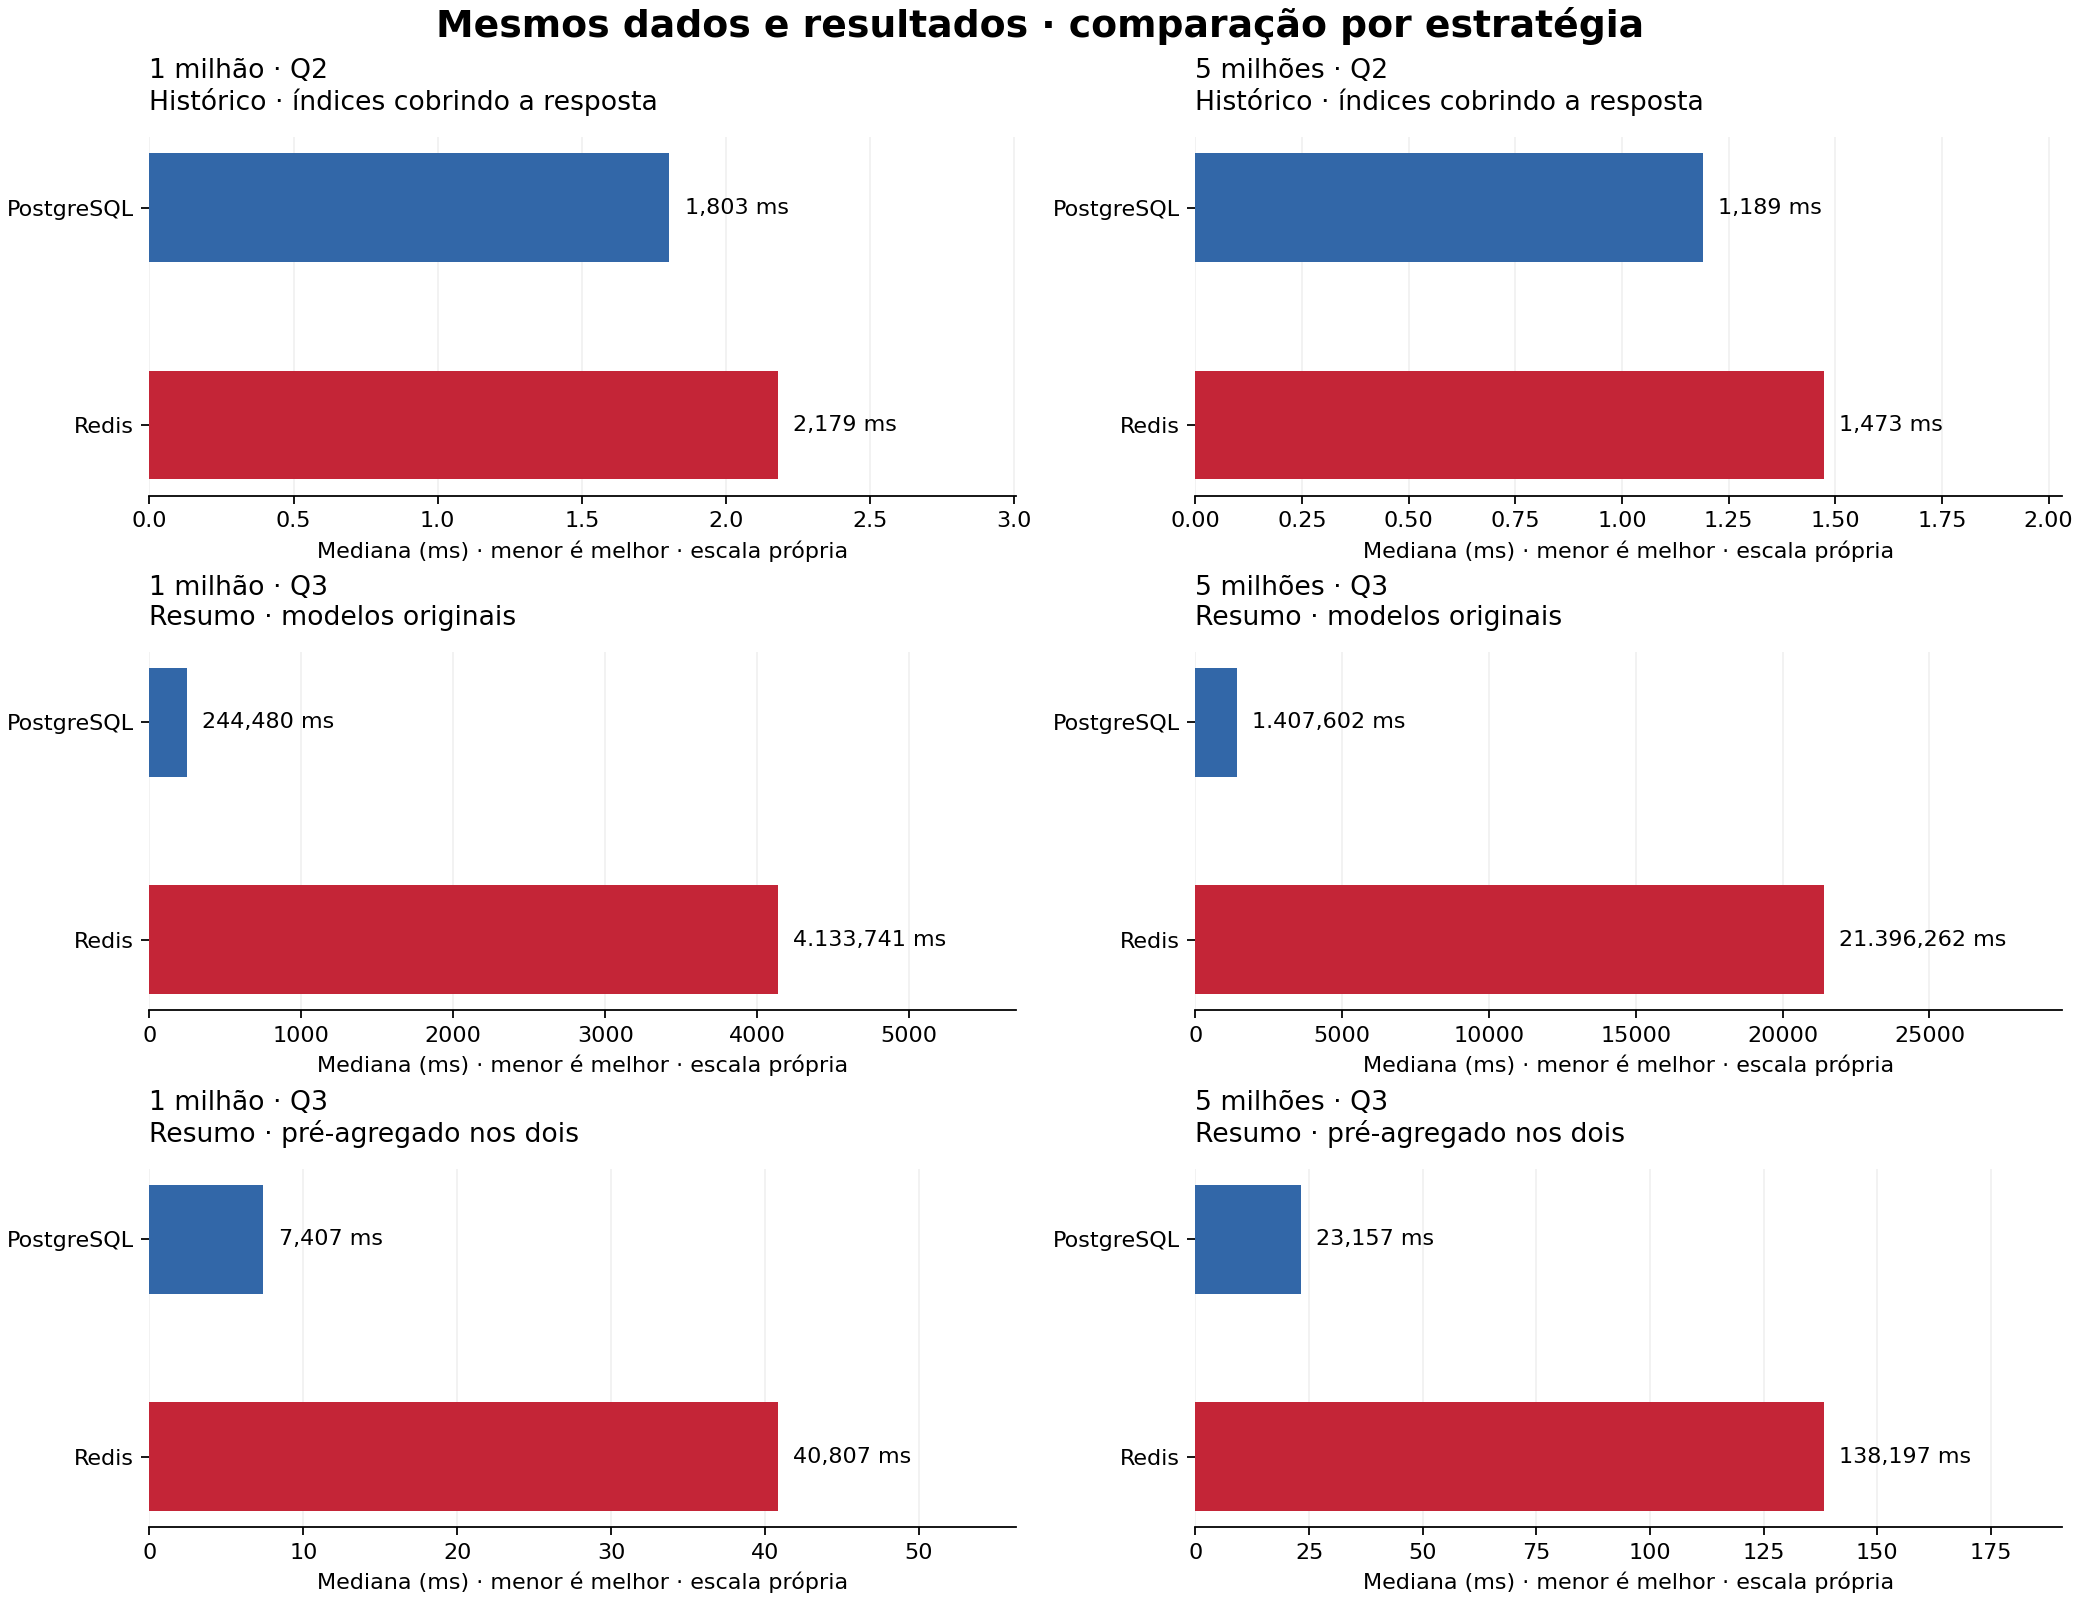 Mesmos dados e resultados · comparação por estratégia
1 milhão · Q2
Histórico · índices cobrindo a resposta
PostgreSQL
1,803 ms
Redis
2,179 ms
0.0 0.5 1.0 1.5 2.0 2.5 3.0
Mediana (ms) · menor é melhor · escala própria
5 milhões · Q2
Histórico · índices cobrindo a resposta
PostgreSQL
1,189 ms
Redis
1,473 ms
0.00 0.25 0.50 0.75 1.00 1.25 1.50 1.75 2.00
Mediana (ms) · menor é melhor · escala própria
1 milhão · Q3
Resumo · modelos originais
PostgreSQL
244,480 ms
Redis
4.133,741 ms
0 1000 2000 3000 4000 5000
Mediana (ms) · menor é melhor · escala própria
5 milhões · Q3
Resumo · modelos originais
PostgreSQL
1.407,602 ms
Redis
21.396,262 ms
0 5000 10000 15000 20000 25000
Mediana (ms) · menor é melhor · escala própria
1 milhão · Q3
Resumo · pré-agregado nos dois
PostgreSQL
7,407 ms
Redis
40,807 ms
0 10 20 30 40 50
Mediana (ms) · menor é melhor · escala própria
5 milhões · Q3
Resumo · pré-agregado nos dois
PostgreSQL
23,157 ms
Redis
138,197 ms
0 25 50 75 100 125 150 175
Mediana (ms) · menor é melhor · escala própria